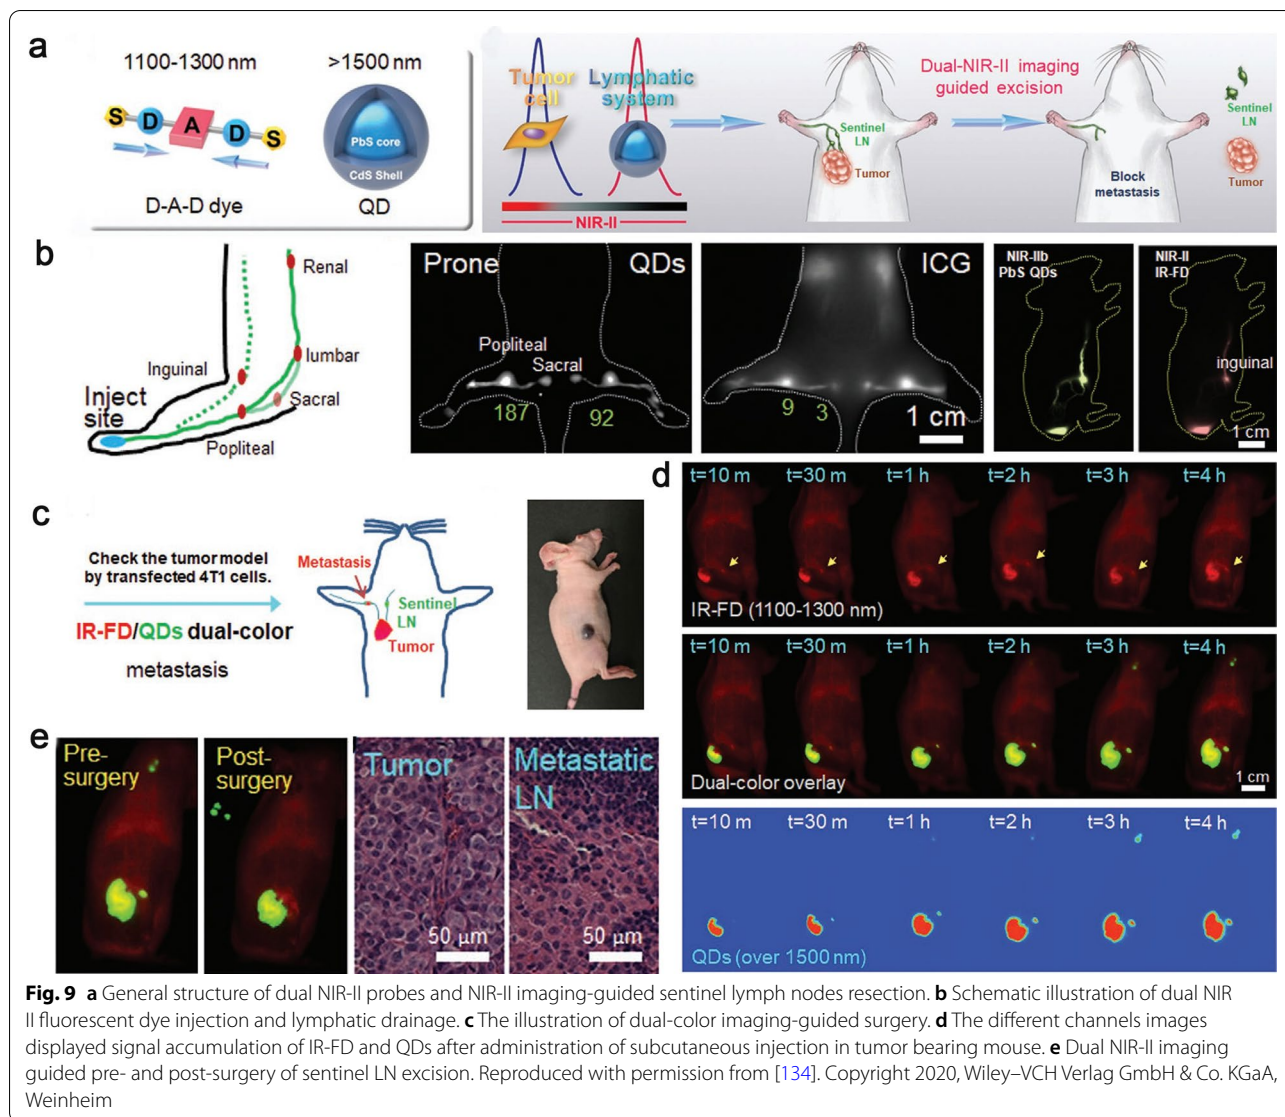 a
1100-1300 nm
>1500 nm
S D A D S
PbS core
CdS Shell
D-A-D dye
QD
Tumor cell
Lymphatic system
NIR-II
Sentinel LN
Tumor
Dual-NIR-II imaging
guided excision
Block
metastasis
Sentinel
LN
Tumor
b
Renal
lumbar
Inguinal
Sacral
Inject
site
Popliteal
Prone QDs
Popliteal
Sacral
187 92
ICG
9 3
1 cm
NIR-IIb
PbS QDs
NIR-II
IR-FD
inguinal
1 cm
c
Check the tumor model
by transfected 4T1 cells.
IR-FD/QDs dual-color
metastasis
Metastasis
Sentinel
LN
Tumor
d
t=10 m t=30 m t=1 h t=2 h t=3 h t=4 h
IR-FD (1100-1300 nm)
t=10 m t=30 m t=1 h t=2 h t=3 h t=4 h
Dual-color overlay
1 cm
t=10 m t=30 m t=1 h t=2 h t=3 h t=4h
QDs (over 1500 nm)
e
Pre-
surgery
Post-
surgery
Tumor
50 µm
Metastatic
LN
50 µm
Fig. 9 a General structure of dual NIR-II probes and NIR-II imaging-guided sentinel lymph nodes resection. b Schematic illustration of dual NIR
II fluorescent dye injection and lymphatic drainage. c The illustration of dual-color imaging-guided surgery. d The different channels images
displayed signal accumulation of IR-FD and QDs after administration of subcutaneous injection in tumor bearing mouse. e Dual NIR-II imaging
guided pre- and post-surgery of sentinel LN excision. Reproduced with permission from [134]. Copyright 2020, Wiley–VCH Verlag GmbH & Co. KGaA,
Weinheim